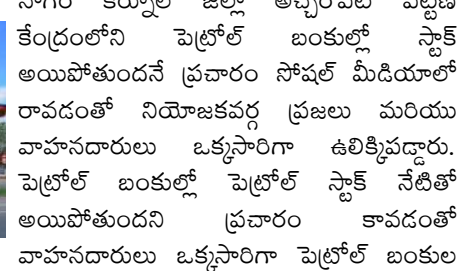 కేంద్రంలోని పెట్రోల్ బంకుల్లో స్టాక్
అయిపోతుందనే ప్రచారం సోషల్ మీడియాలో
రావడంతో నియోజకవర్గ ప్రజలు మరియు
వాహనదారులు ఒక్కసారిగా ఉలిక్కిపడ్డారు.
పెట్రోల్ బంకుల్లో పెట్రోల్ స్టాక్ నేటితో
అయిపోతుందని ప్రచారం కావడంతో
వాహనదారులు ఒక్కసారిగా పెట్రోల్ బంకుల